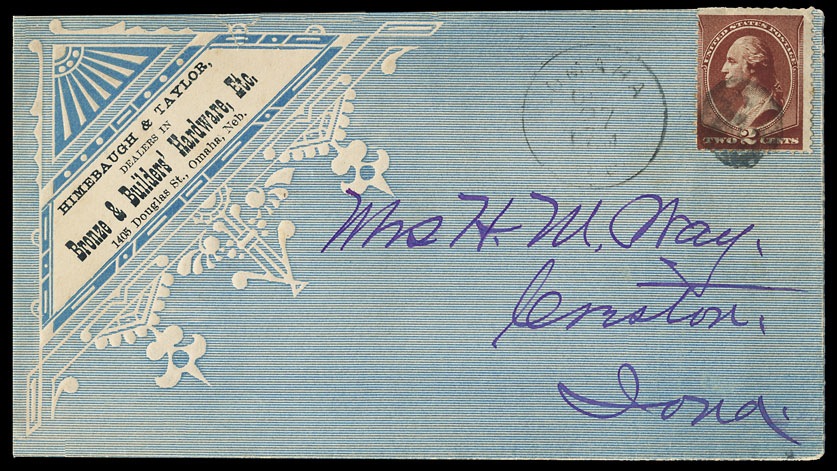 HIMEBAUGH & TAYLOR,
DEALERS IN
Bronze & Builders' Hardware, Etc.
1405 Douglas St., Omaha, Neb.
OMAHA
UNITED STATES POSTAGE
2
TWO CENTS
Mrs H. M. Way.
Creston.
Iowa.